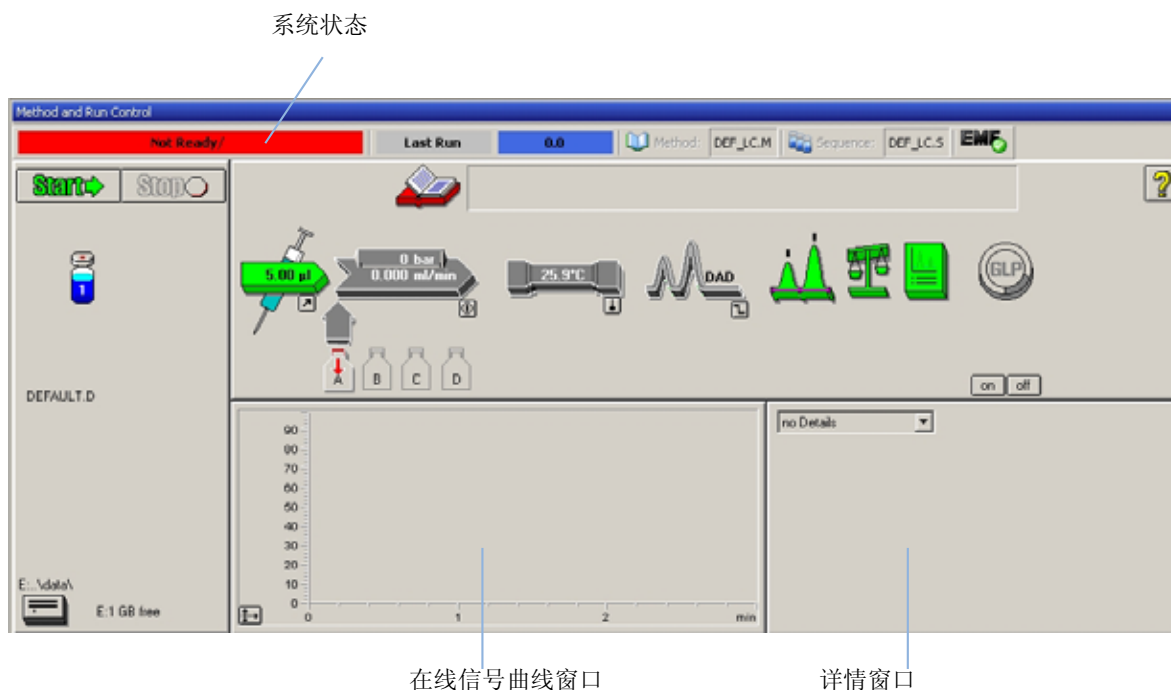 系统状态
Method and Run Control
Not Ready/ Last Run 0.0 Method: DEF_LC.M Sequence: DEF_LC.S EMF
Start Stop
?
0 bar
5.00 µl 0.000 ml/min 25.9°C DAD GLP
1
A B C D
on off
DEFAULT.D
no Details
90
80
70
60
50
40
30
20
10
0
0 1 2 min
E:..\data\
E:1 GB free
在线信号曲线窗口 详情窗口